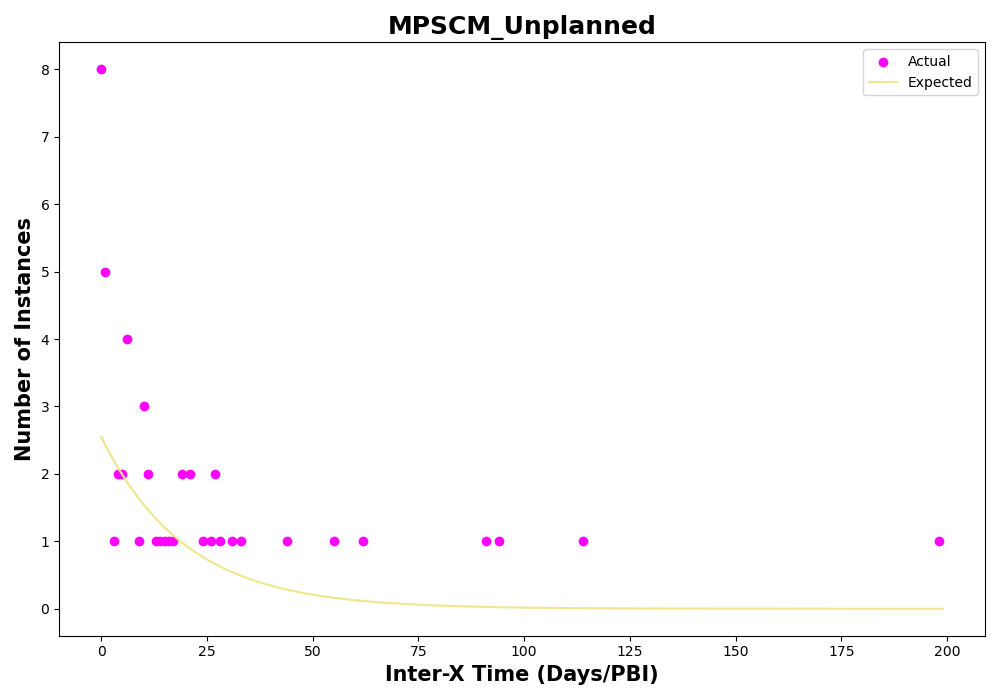 MPSCM_Unplanned
Actual
Expected
Number of Instances
8
7
6
5
4
3
2
1
0
0 25 50 75 100 125 150 175 200
Inter-X Time (Days/PBI)